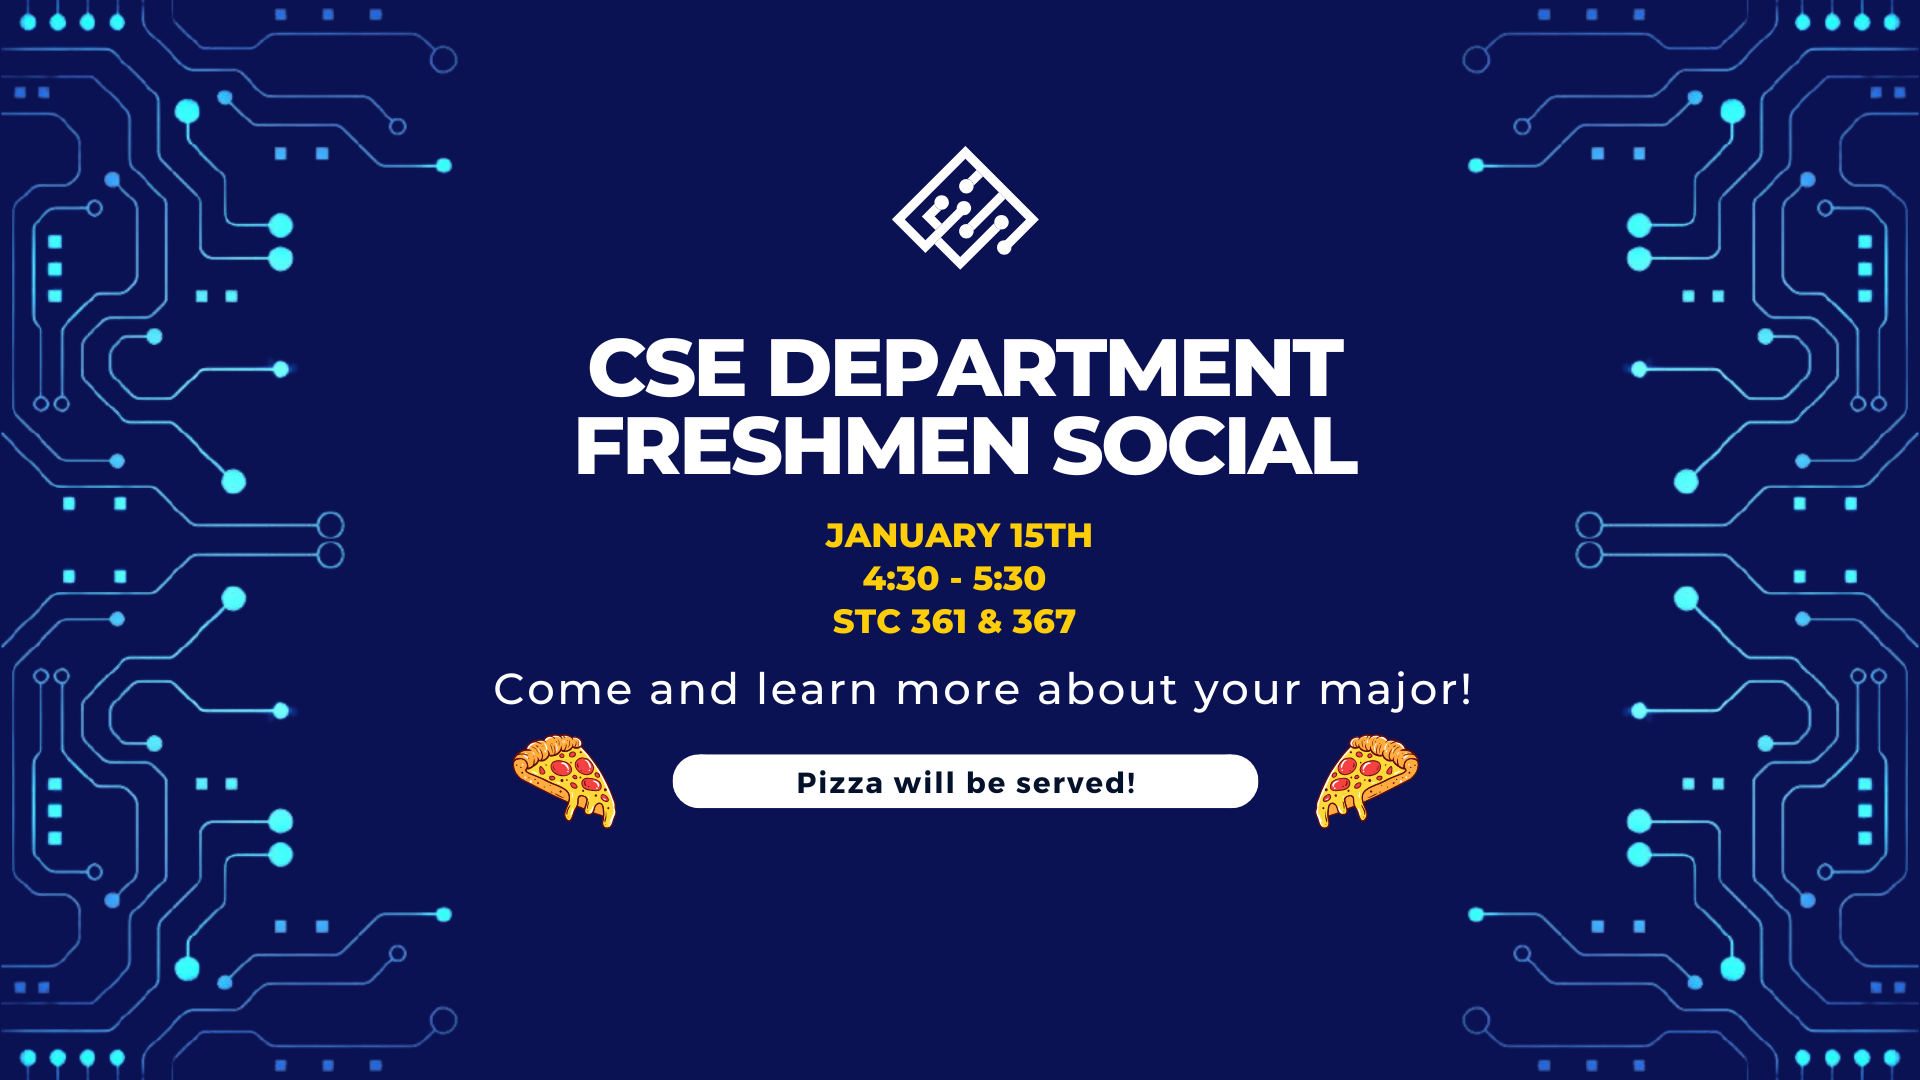 CSE DEPARTMENT
FRESHMEN SOCIAL
JANUARY 15TH
4:30 - 5:30
STC 361 & 367
Come and learn more about your major!
Pizza will be served!